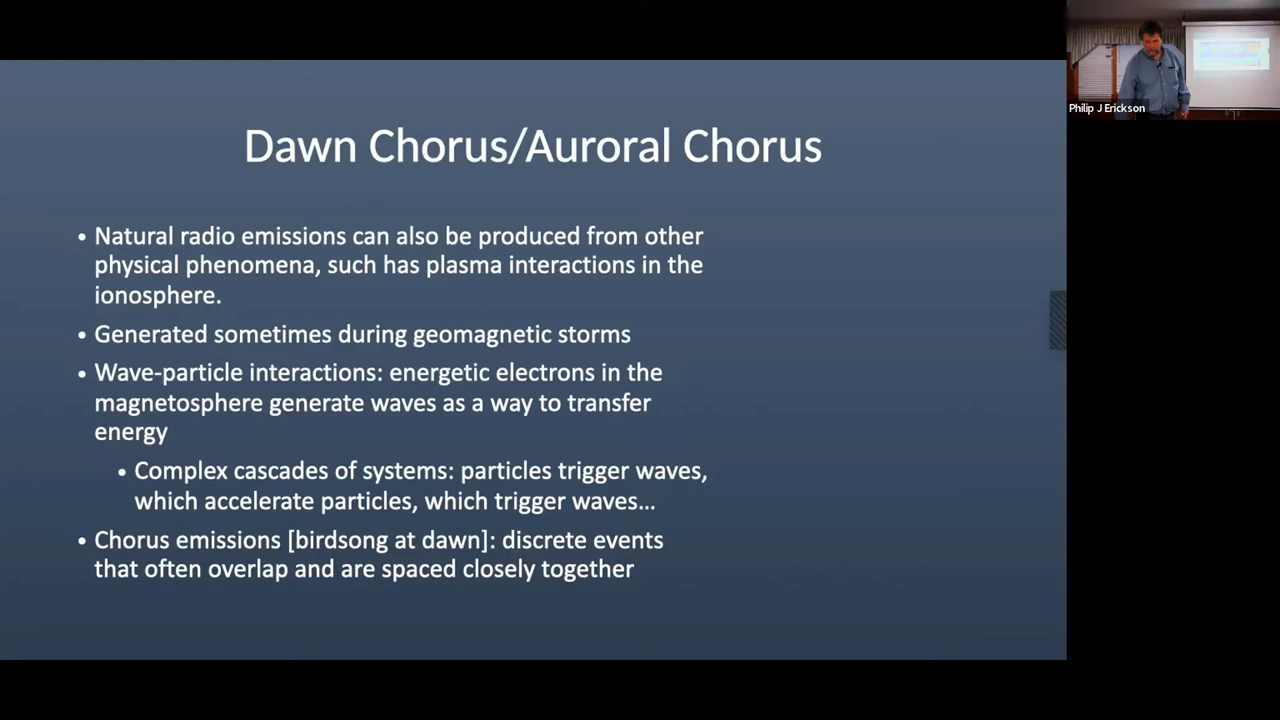 Dawn Chorus/Auroral Chorus
• Natural radio emissions can also be produced from other
physical phenomena, such has plasma interactions in the
ionosphere.
• Generated sometimes during geomagnetic storms
• Wave-particle interactions: energetic electrons in the
magnetosphere generate waves as a way to transfer
energy
• Complex cascades of systems: particles trigger waves,
which accelerate particles, which trigger waves…
• Chorus emissions [birdsong at dawn]: discrete events
that often overlap and are spaced closely together
Philip J Erickson